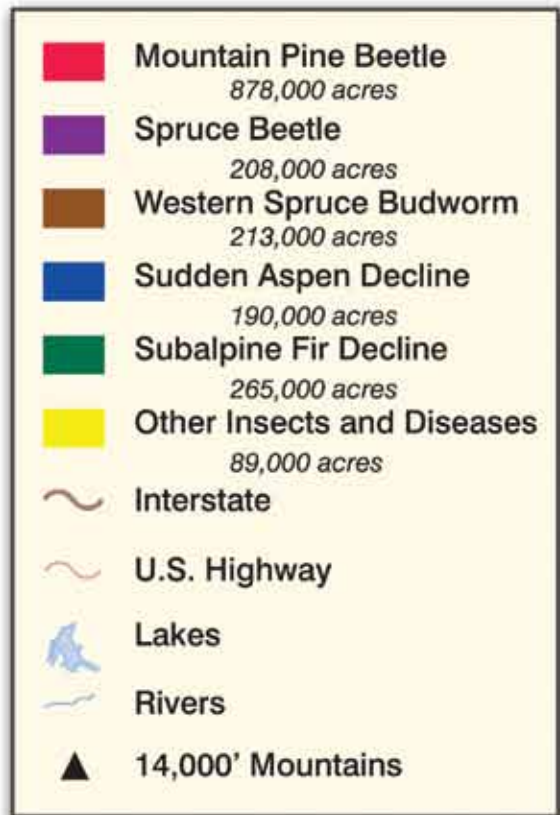 Mountain Pine Beetle
878,000 acres
Spruce Beetle
208,000 acres
Western Spruce Budworm
213,000 acres
Sudden Aspen Decline
190,000 acres
Subalpine Fir Decline
265,000 acres
Other Insects and Diseases
89,000 acres
Interstate
U.S. Highway
Lakes
Rivers
14,000’ Mountains